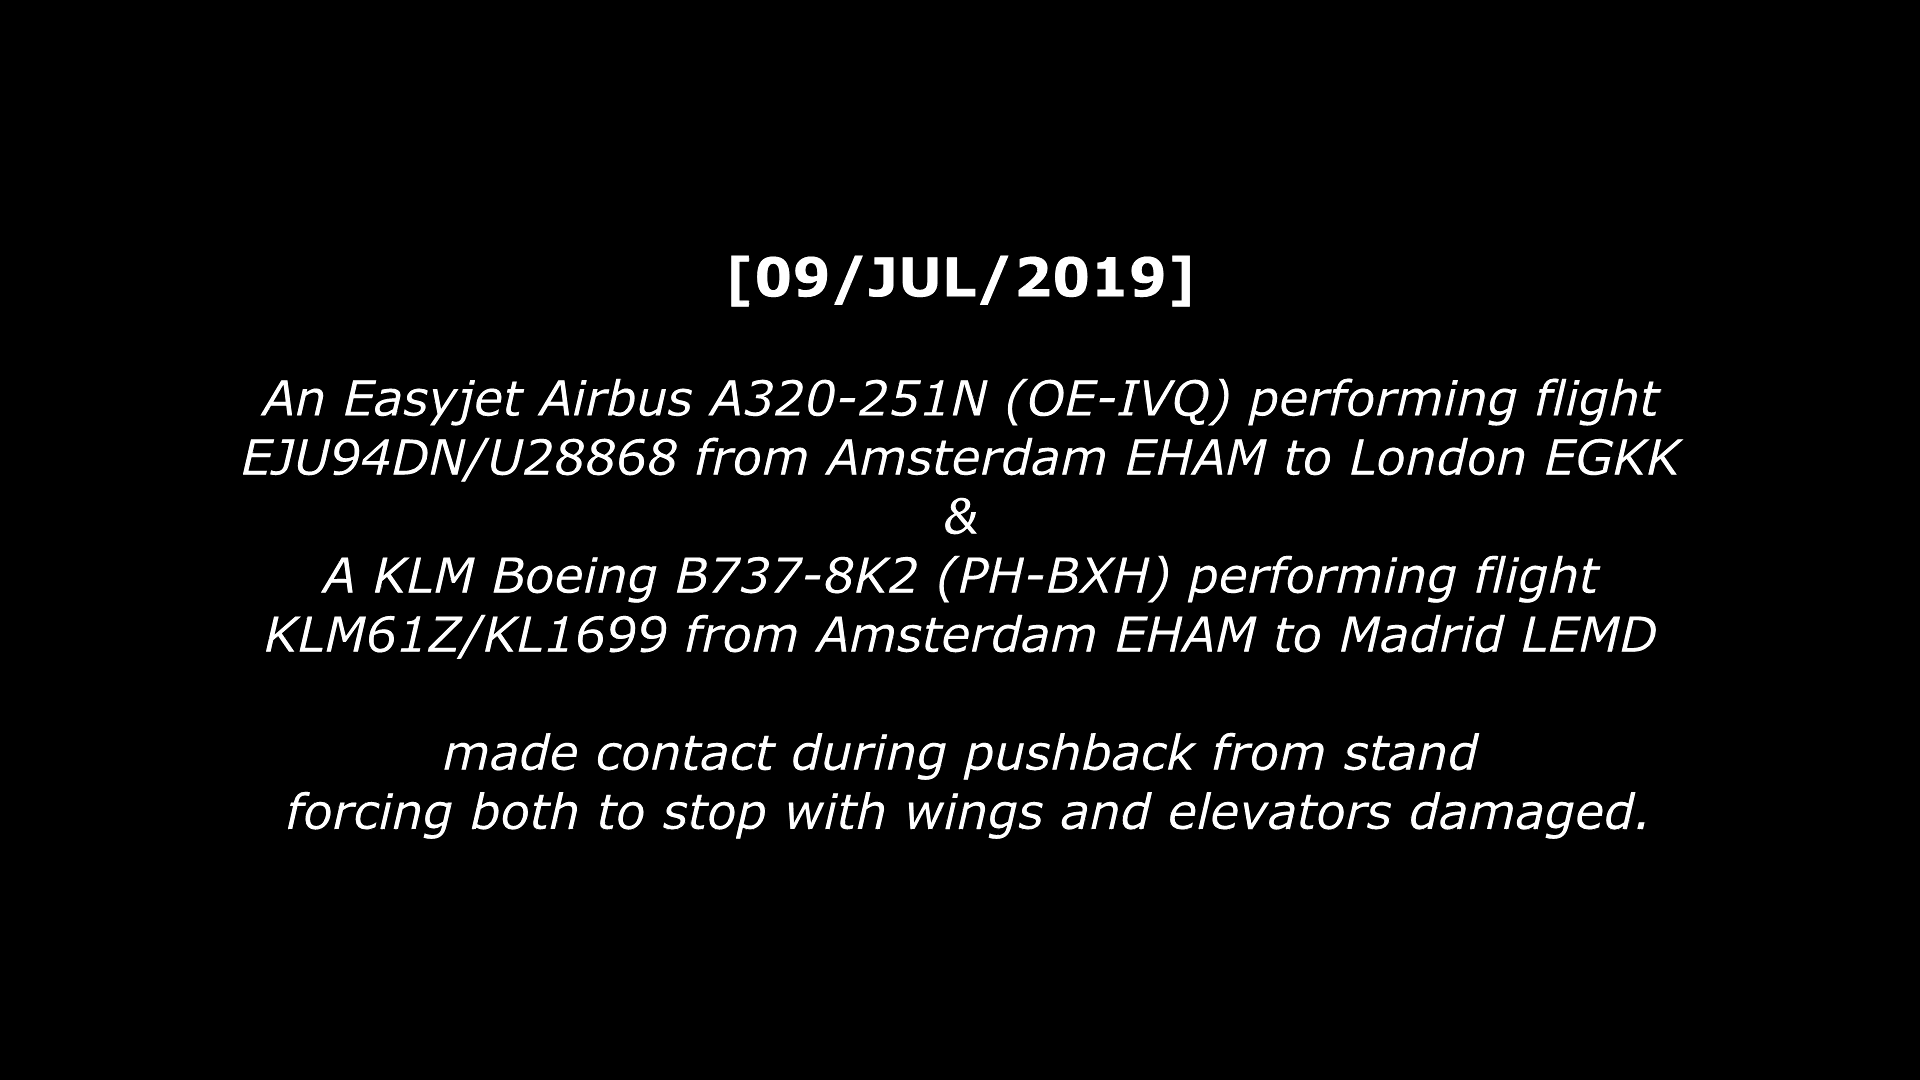 [09/JUL/2019]
An Easyjet Airbus A320-251N (OE-IVQ) performing flight
EJU94DN/U28868 from Amsterdam EHAM to London EGKK
&
A KLM Boeing B737-8K2 (PH-BXH) performing flight
KLM61Z/KL1699 from Amsterdam EHAM to Madrid LEMD
made contact during pushback from stand
forcing both to stop with wings and elevators damaged.